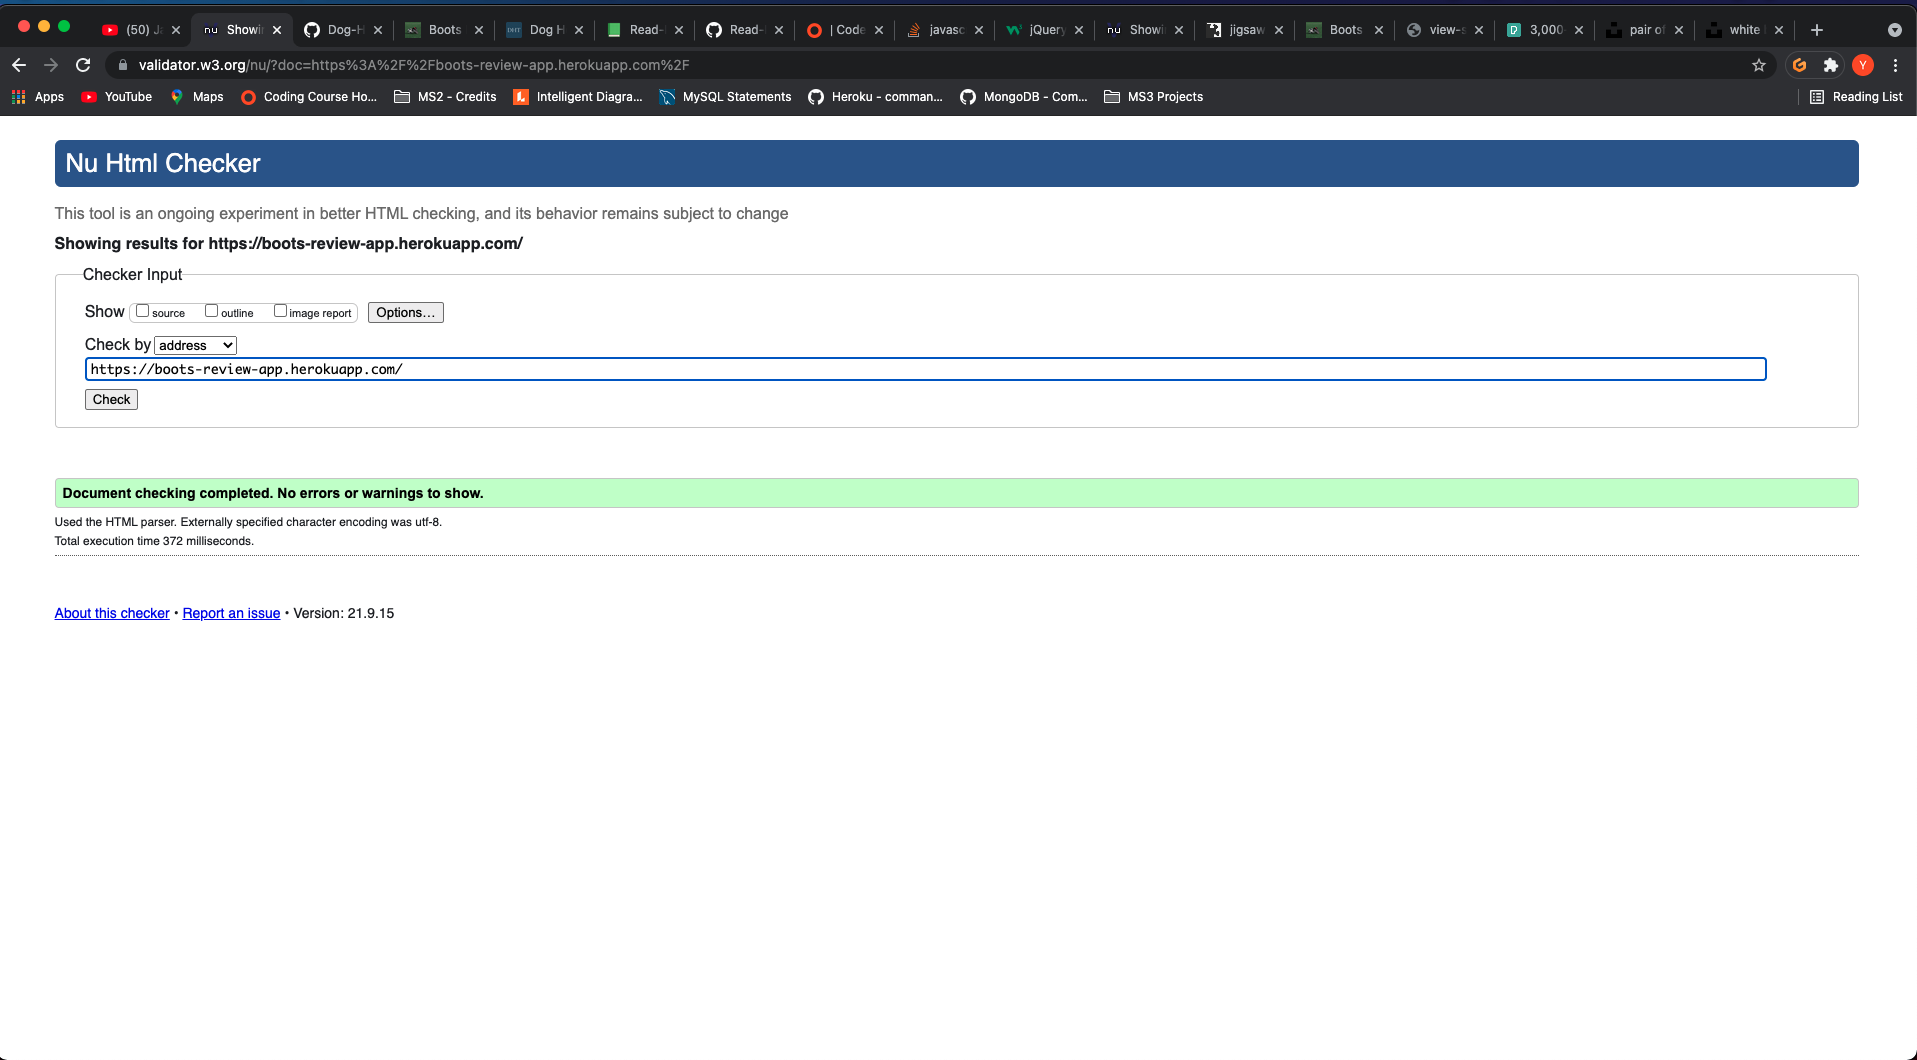 (50) Ja
Showin
Dog-H
Boots
Dog H
Read-
Read-
| Code
javasc
jQuery
Showin
jigsaw
Boots
view-s
3,000
pair of
white
validator.w3.org/nu/?doc=https%3A%2F%2Fboots-review-app.herokuapp.com%2F
Y
Apps
YouTube
Maps
Coding Course Ho...
MS2 - Credits
Intelligent Diagra...
MySQL Statements
Heroku - comman...
MongoDB - Com...
MS3 Projects
Reading List
Nu Html Checker
This tool is an ongoing experiment in better HTML checking, and its behavior remains subject to change
Showing results for https://boots-review-app.herokuapp.com/
Checker Input
Show source outline image report Options...
Check by address
https://boots-review-app.herokuapp.com/
Check
Document checking completed. No errors or warnings to show.
Used the HTML parser. Externally specified character encoding was utf-8.
Total execution time 372 milliseconds.
About this checker • Report an issue • Version: 21.9.15